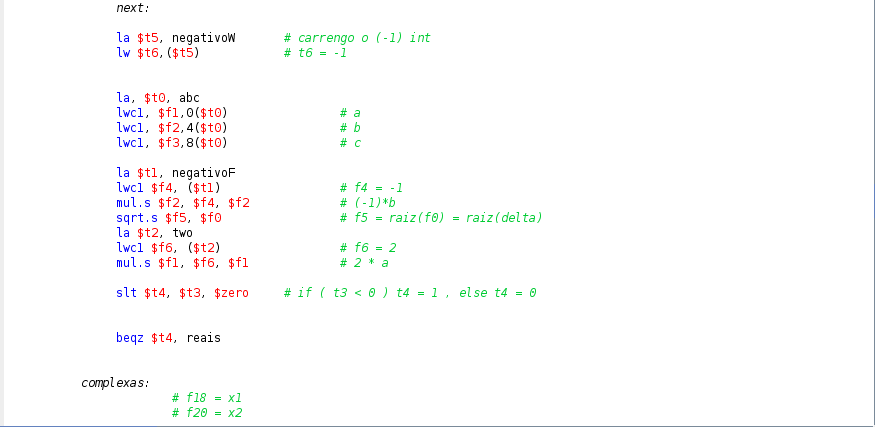 next:
la $t5, negativoW # carrengo o (-1) int
lw $t6,($t5) # t6 = -1
la, $t0, abc
lwc1, $f1,0($t0) # a
lwc1, $f2,4($t0) # b
lwc1, $f3,8($t0) # c
la $t1, negativoF
lwc1 $f4, ($t1) # f4 = -1
mul.s $f2, $f4, $f2 # (-1)*b
sqrt.s $f5, $f0 # f5 = raiz(f0) = raiz(delta)
la $t2, two
lwc1 $f6, ($t2) # f6 = 2
mul.s $f1, $f6, $f1 # 2 * a
slt $t4, $t3, $zero # if ( t3 < 0 ) t4 = 1 , else t4 = 0
beqz $t4, reais
complexas:
# f18 = x1
# f20 = x2